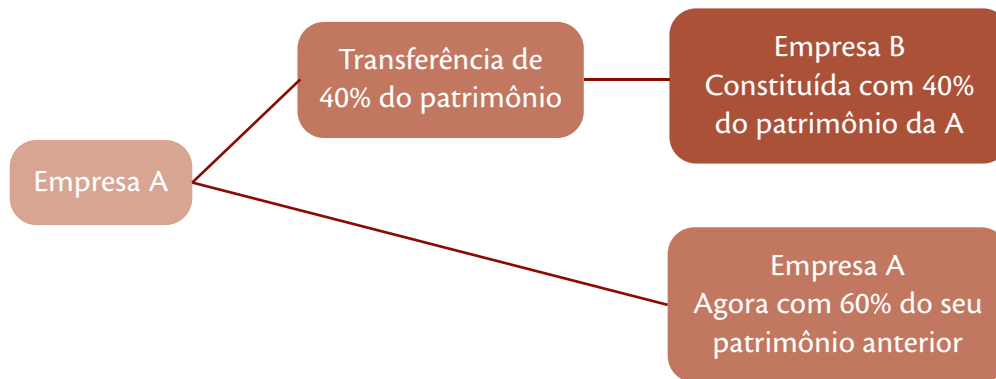 Transferência de
40% do patrimônio
Empresa B
Constituída com 40%
do patrimônio da A
Empresa A
Empresa A
Agora com 60% do seu
patrimônio anterior